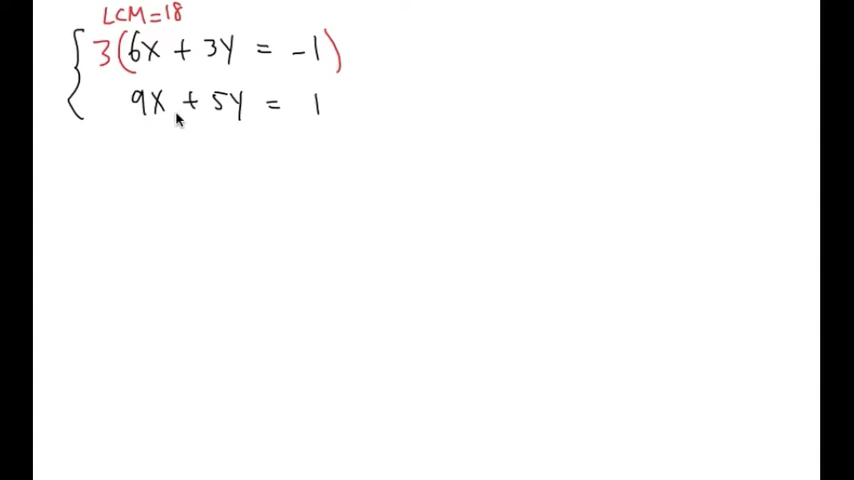 LCM=18
3(6x + 3y = -1)
9x + 5y = 1